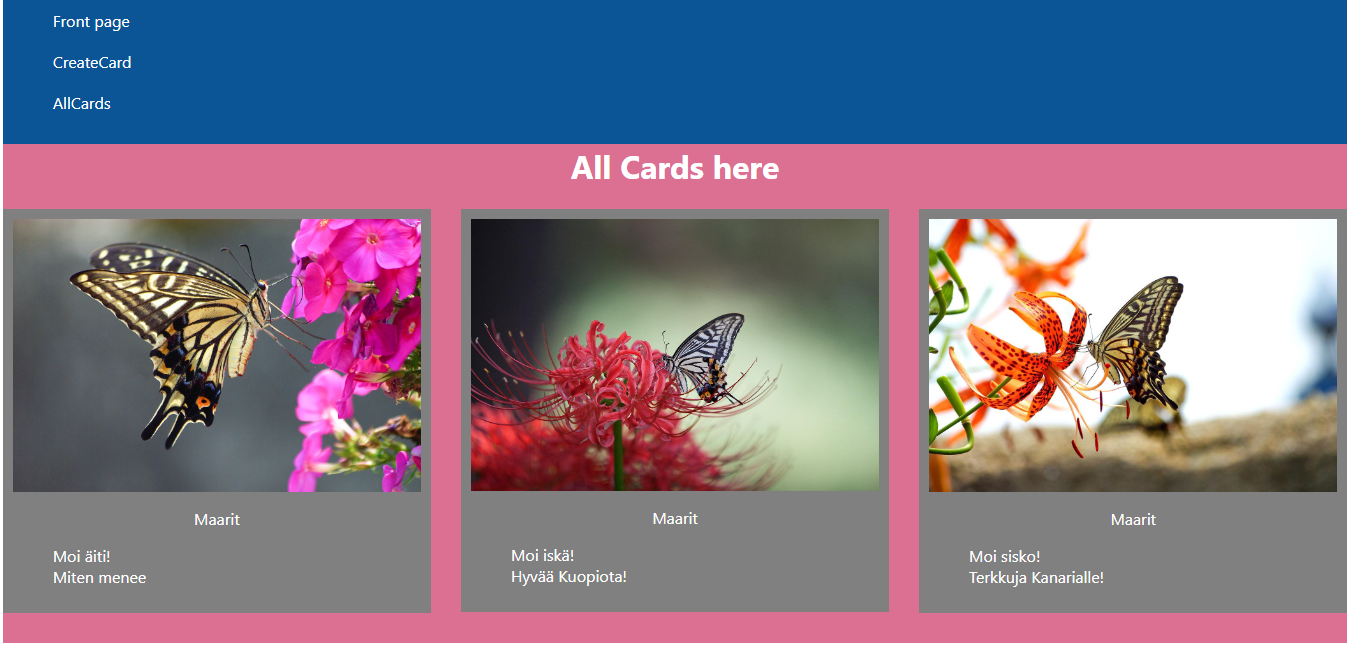 Front page
CreateCard
AllCards
All Cards here
Maarit
Moi äiti!
Miten menee
Maarit
Moi iskä!
Hyvää Kuopiota!
Maarit
Moi sisko!
Terkkuja Kanarialle!